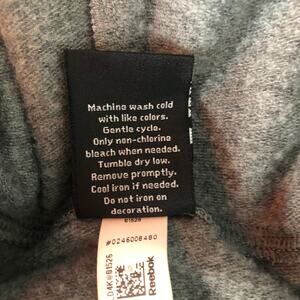 Machine wash cold
with like colors.
Gentle cycle.
Only non-chlorine
bleach when needed.
Tumble dry low.
Remove promptly.
Cool iron if needed.
Do not iron on
decoration.
01526
#0246008480
Reebok